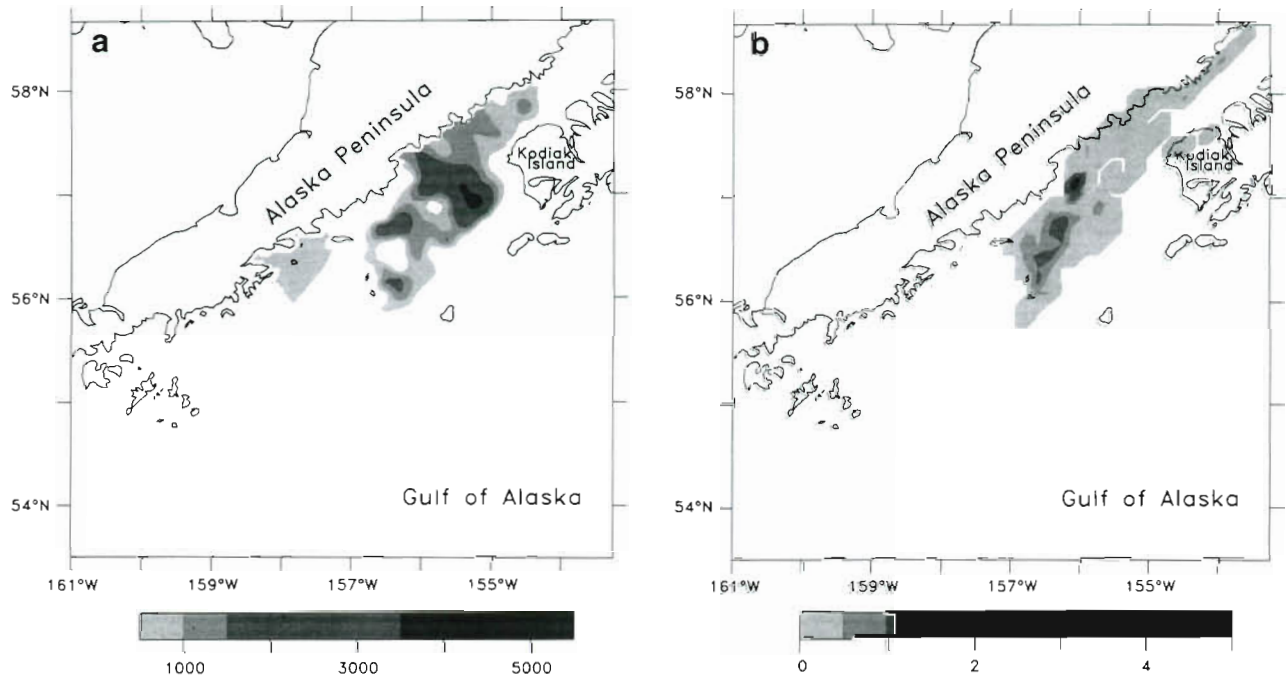 a
58°N
56°N
54°N
Alaska Peninsula
Kodiak
Island
Gulf of Alaska
161°W 159°W 157°W 155°W
1000 3000 5000
b
58°N
56°N
54°N
Alaska Peninsula
Kodiak
Island
Gulf of Alaska
161°W 159°W 157°W 155°W
0 2 4